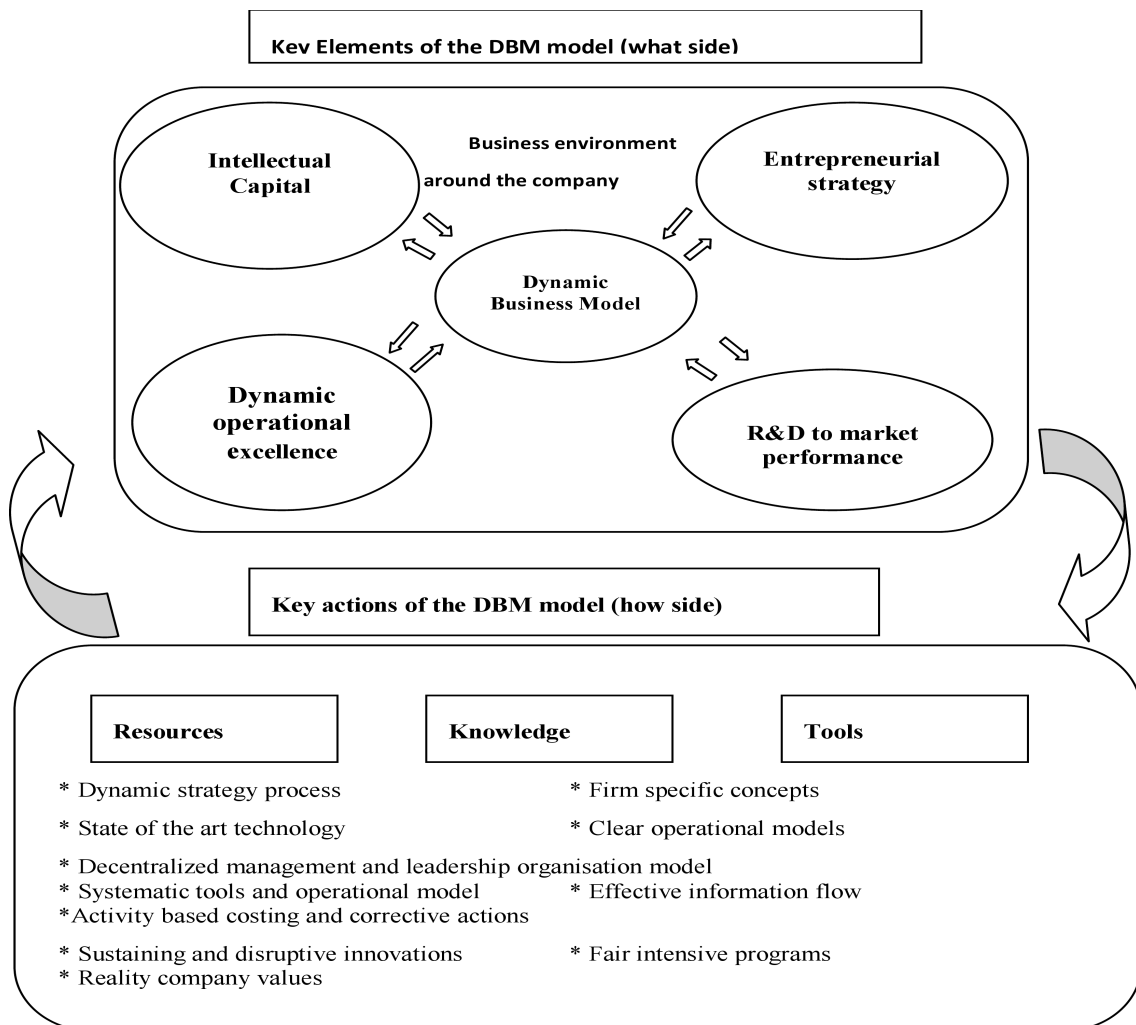 Key Elements of the DBM model (what side)
Intellectual
Capital
Business environment
around the company
Entrepreneurial
strategy
Dynamic
Business Model
Dynamic
operational
excellence
R&D to market
performance
Key actions of the DBM model (how side)
Resources
Knowledge
Tools
* Dynamic strategy process
* Firm specific concepts
* State of the art technology
* Clear operational models
* Decentralized management and leadership organisation model
* Systematic tools and operational model
* Effective information flow
*Activity based costing and corrective actions
* Sustaining and disruptive innovations
* Fair intensive programs
* Reality company values